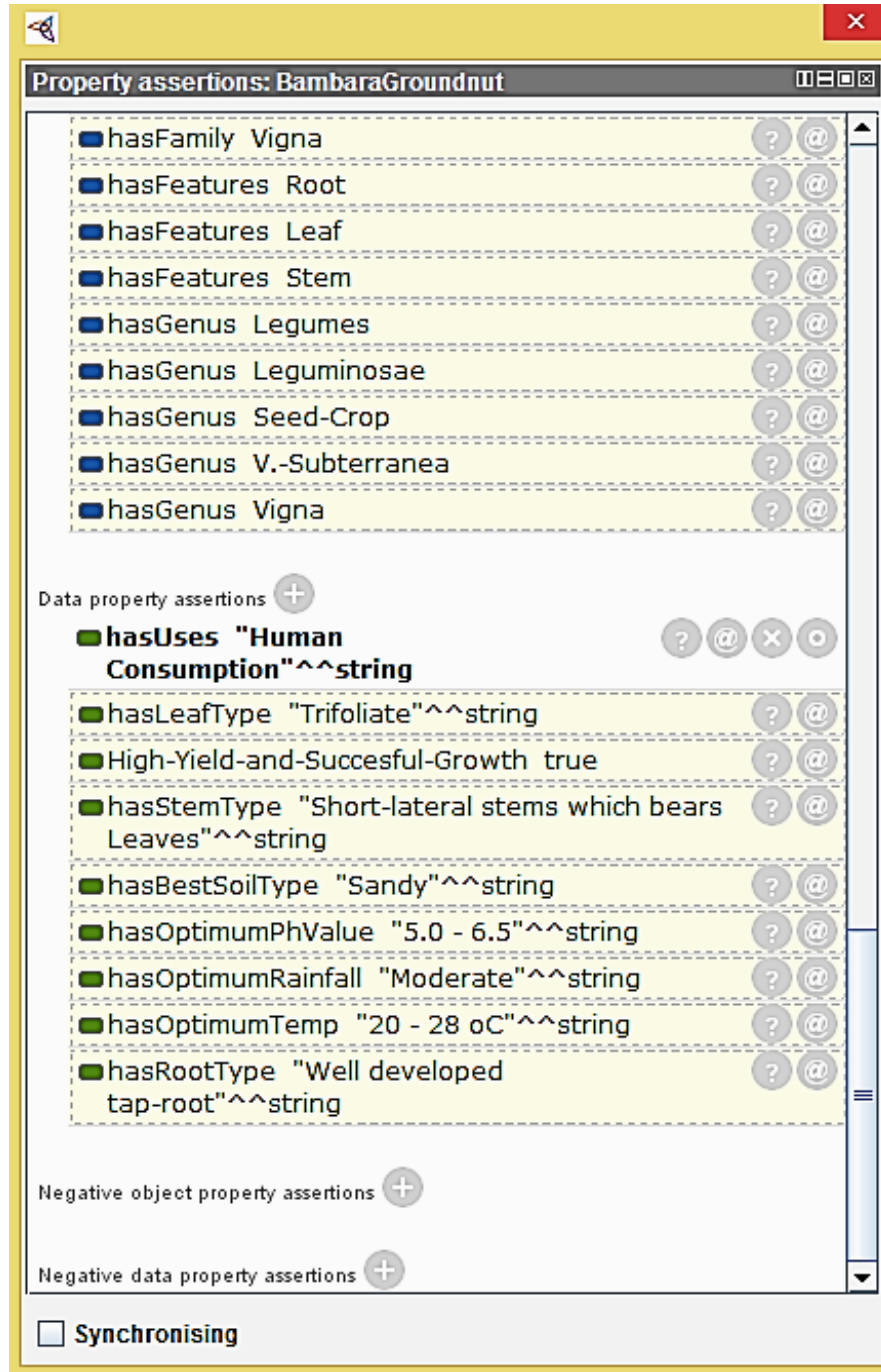 Property assertions: BambaraGroundnut
hasFamily Vigna
hasFeatures Root
hasFeatures Leaf
hasFeatures Stem
hasGenus Legumes
hasGenus Leguminosae
hasGenus Seed-Crop
hasGenus V.-Subterranea
hasGenus Vigna
Data property assertions
hasUses "Human
Consumption"^^string
hasLeafType "Trifoliate"^^string
High-Yield-and-Succesful-Growth true
hasStemType "Short-lateral stems which bears
Leaves"^^string
hasBestSoilType "Sandy"^^string
hasOptimumPhValue "5.0 - 6.5"^^string
hasOptimumRainfall "Moderate"^^string
hasOptimumTemp "20 - 28 oC"^^string
hasRootType "Well developed
tap-root"^^string
Negative object property assertions
Negative data property assertions
Synchronising